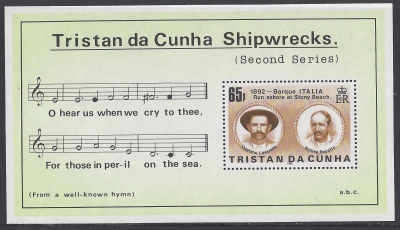 Tristan da Cunha Shipwrecks.
(Second Series)
O hear us when we cry to thee,
For those in per-il on the sea.
(From a well-known hymn)
65p
1892-Barque ITALIA
Run ashore at Stony Beach.
E II R
TRISTAN DA CUNHA
a.b.c.